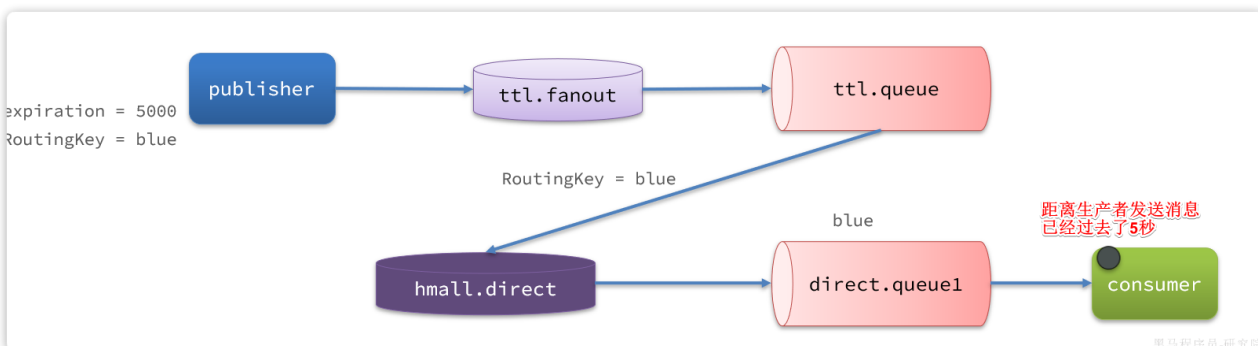 publisher
ttl.fanout
ttl.queue
expiration = 5000
RoutingKey = blue
RoutingKey = blue
blue
距离生产者发送消息
已经过去了5秒
hmall.direct
direct.queue1
consumer